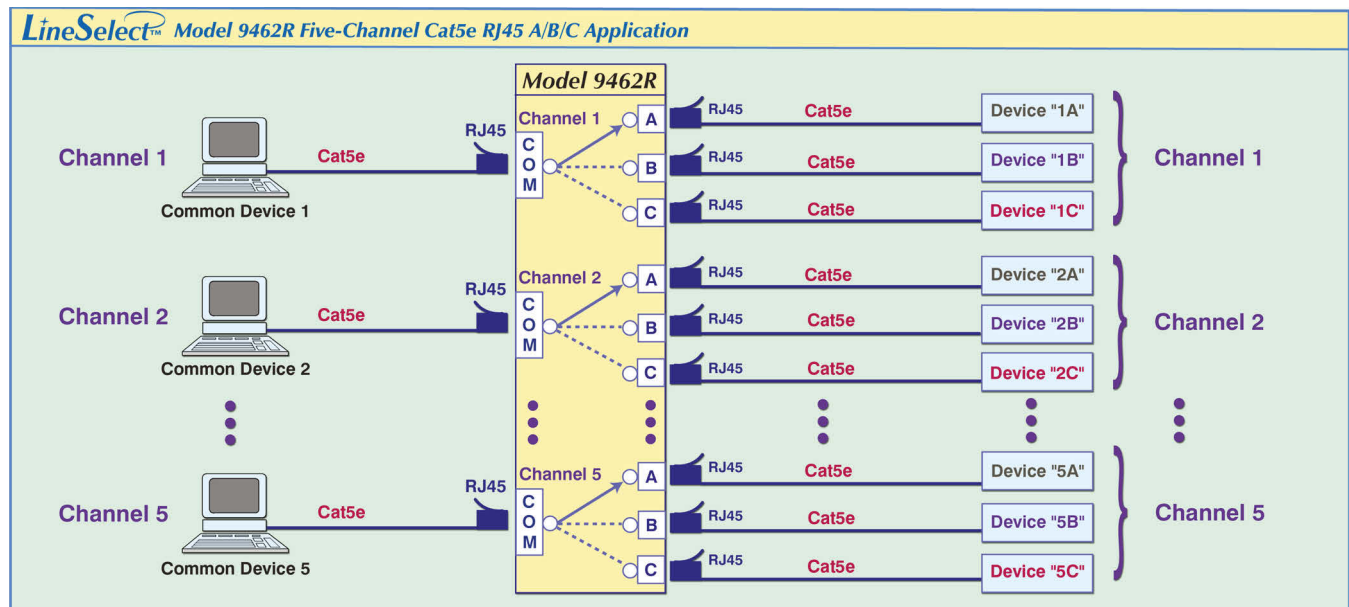 LineSelect™ Model 9462R Five-Channel Cat5e RJ45 A/B/C Application
Model 9462R
Channel 1
Cat5e
RJ45
Common Device 1
Channel 1
COM
A
B
C
RJ45 Cat5e Device "1A"
RJ45 Cat5e Device "1B"
RJ45 Cat5e Device "1C"
Channel 1
Channel 2
Cat5e
RJ45
Common Device 2
Channel 2
COM
A
B
C
RJ45 Cat5e Device "2A"
RJ45 Cat5e Device "2B"
RJ45 Cat5e Device "2C"
Channel 2
Channel 5
Cat5e
RJ45
Common Device 5
Channel 5
COM
A
B
C
RJ45 Cat5e Device "5A"
RJ45 Cat5e Device "5B"
RJ45 Cat5e Device "5C"
Channel 5